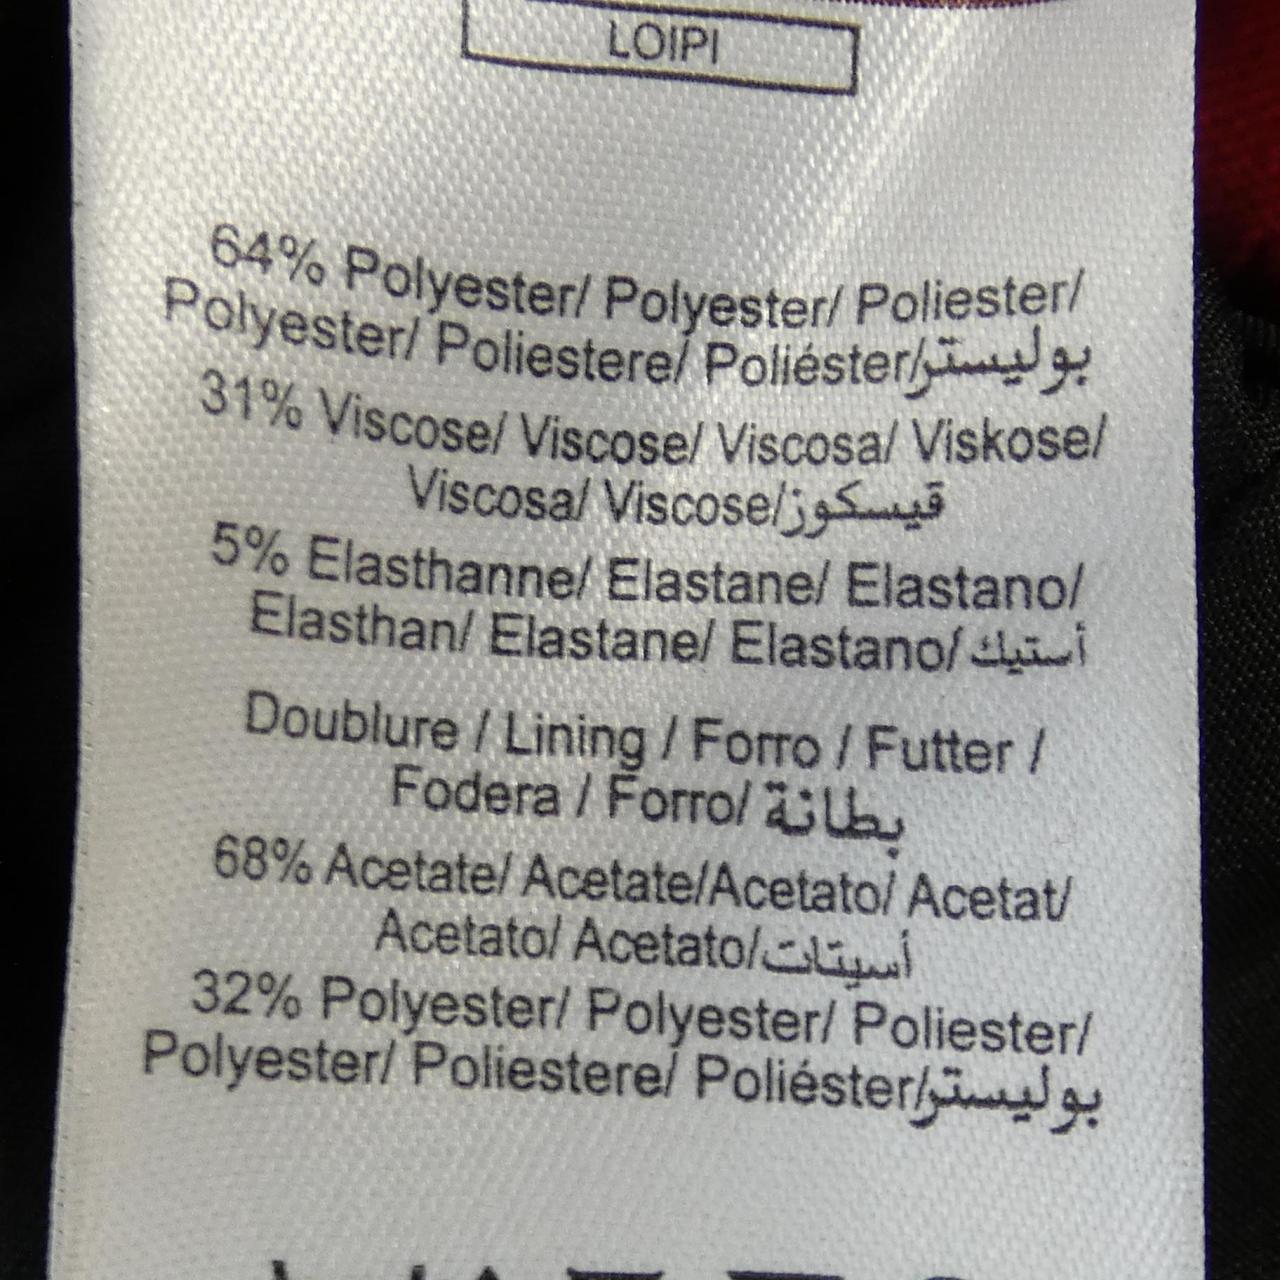 LOIPI
64% Polyester/ Polyester/ Poliester/
Polyester/ Poliestere/ Poliéster/بوليستر
31% Viscose/ Viscose/ Viscosa/ Viskose/
Viscosa/ Viscose/قيسكوز
5% Elasthanne/ Elastane/ Elastano/
Elasthan/ Elastane/ Elastano/أستيك
Doublure / Lining / Forro / Futter /
Fodera / Forro/ بطانة
68% Acetate/ Acetate/Acetato/ Acetat/
Acetato/ Acetato/أسيتات
32% Polyester/ Polyester/ Poliester/
Polyester/ Poliestere/ Poliéster/بوليستر